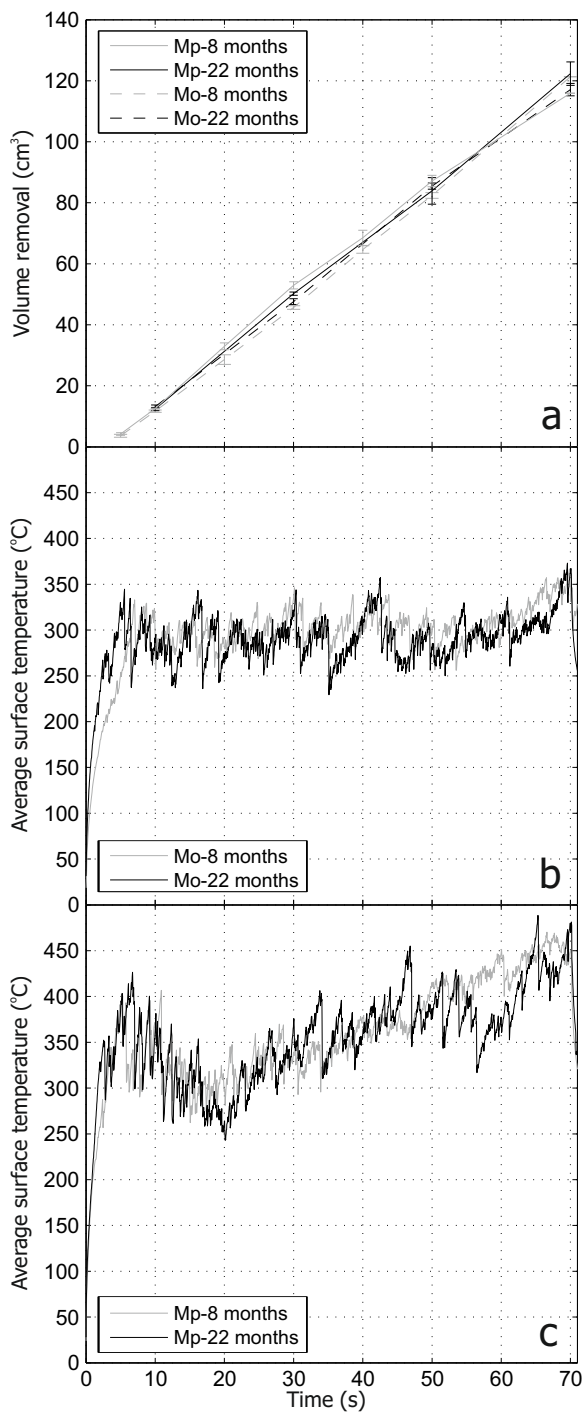 140
120
100
80
60
40
20
0
Volume removal (cm³)
Mp-8 months
Mp-22 months
Mo-8 months
Mo-22 months
a
450
400
350
300
250
200
150
100
50
0
Average surface temperature (°C)
Mo-8 months
Mo-22 months
b
450
400
350
300
250
200
150
100
50
0
Average surface temperature (°C)
Mp-8 months
Mp-22 months
c
0 10 20 30 40 50 60 70
Time (s)